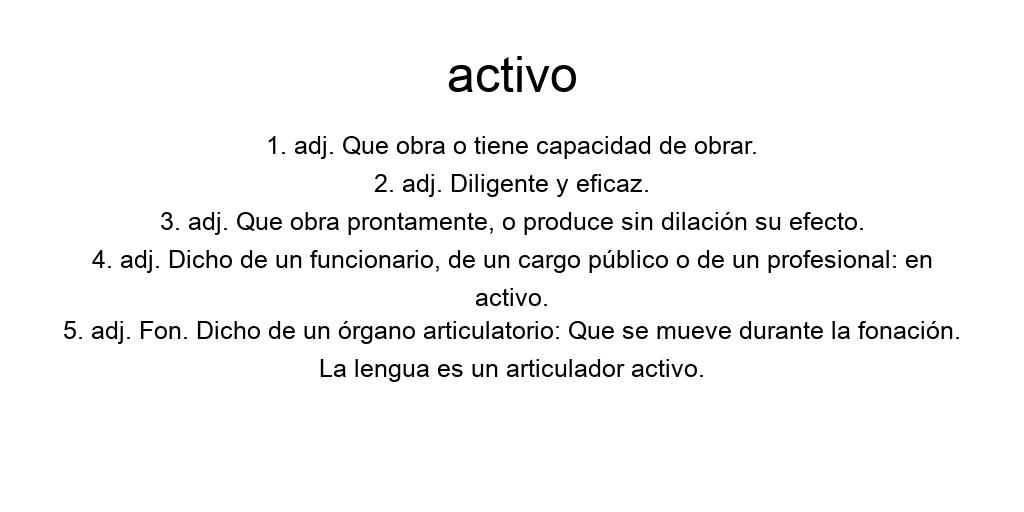 activo
1. adj. Que obra o tiene capacidad de obrar.
2. adj. Diligente y eficaz.
3. adj. Que obra prontamente, o produce sin dilación su efecto.
4. adj. Dicho de un funcionario, de un cargo público o de un profesional: en
activo.
5. adj. Fon. Dicho de un órgano articulatorio: Que se mueve durante la fonación.
La lengua es un articulador activo.